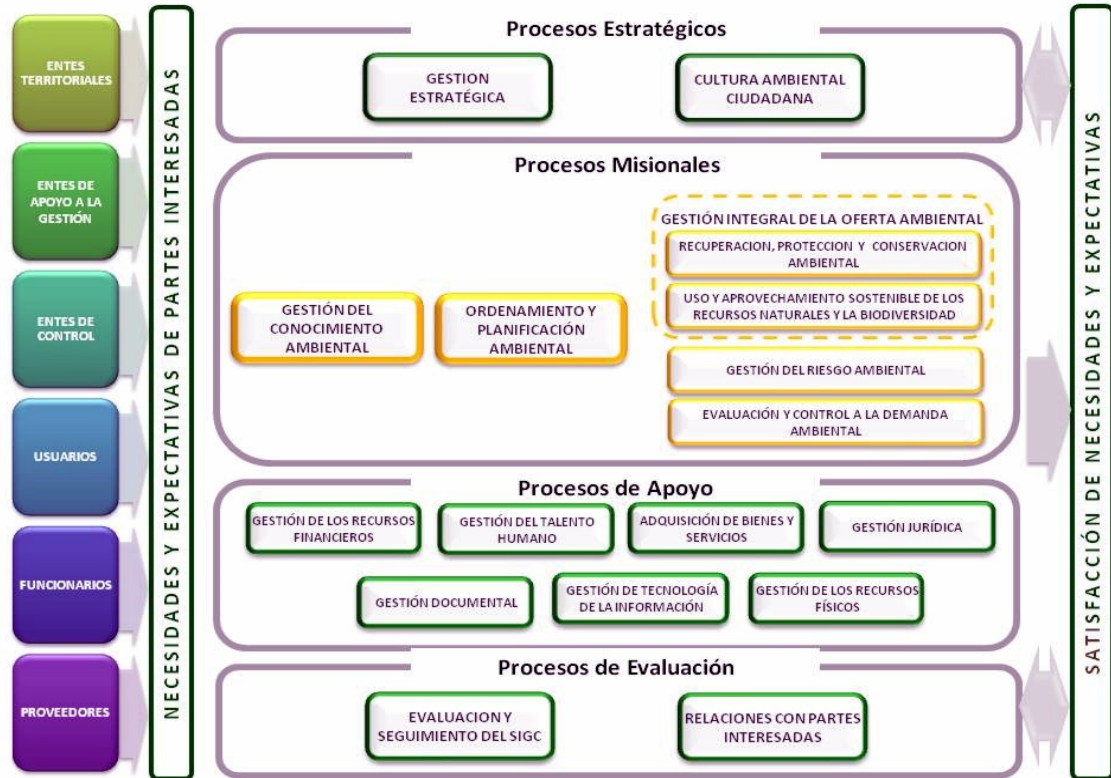 ENTES
TERRITORIALES
ENTES DE
APOYO A LA
GESTIÓN
ENTES DE
CONTROL
USUARIOS
FUNCIONARIOS
PROVEEDORES
NECESIDADES Y EXPECTATIVAS DE PARTES INTERESADAS
Procesos Estratégicos
GESTION
ESTRATÉGICA
CULTURA AMBIENTAL
CIUDADANA
Procesos Misionales
GESTIÓN DEL
CONOCIMIENTO
AMBIENTAL
ORDENAMIENTO Y
PLANIFICACIÓN
AMBIENTAL
GESTIÓN INTEGRAL DE LA OFERTA AMBIENTAL
RECUPERACION, PROTECCION Y CONSERVACION
AMBIENTAL
USO Y APROVECHAMIENTO SOSTENIBLE DE LOS
RECURSOS NATURALES Y LA BIODIVERSIDAD
GESTIÓN DEL RIESGO AMBIENTAL
EVALUACIÓN Y CONTROL A LA DEMANDA
AMBIENTAL
Procesos de Apoyo
GESTIÓN DE LOS RECURSOS
FINANCIEROS
GESTIÓN DEL TALENTO
HUMANO
ADQUISICIÓN DE BIENES Y
SERVICIOS
GESTIÓN JURÍDICA
GESTIÓN DOCUMENTAL
GESTIÓN DE TECNOLOGÍA
DE LA INFORMACIÓN
GESTIÓN DE LOS RECURSOS
FÍSICOS
Procesos de Evaluación
EVALUACION Y
SEGUIMIENTO DEL SIGC
RELACIONES CON PARTES
INTERESADAS
SATISFACCIÓN DE NECESIDADES Y EXPECTATIVAS